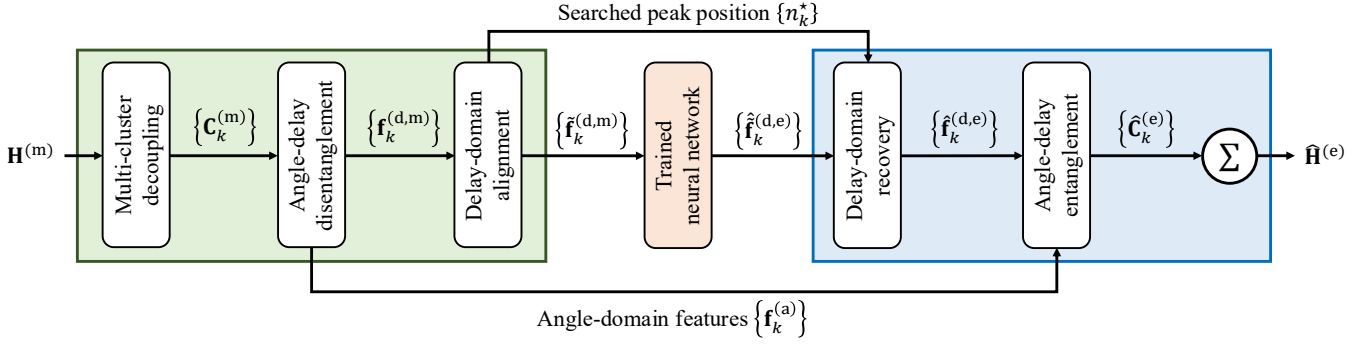 Searched peak position {n_k^⋆}
H^(m)
Multi-cluster
decoupling
{C_k^(m)}
Angle-delay
disentanglement
{f_k^(d,m)}
Delay-domain
alignment
{f̃_k^(d,m)}
Trained
neural network
{f̃̂_k^(d,e)}
Delay-domain
recovery
{f̂_k^(d,e)}
Angle-delay
entanglement
{Ĉ_k^(e)}
Σ
Ĥ^(e)
Angle-domain features {f_k^(a)}